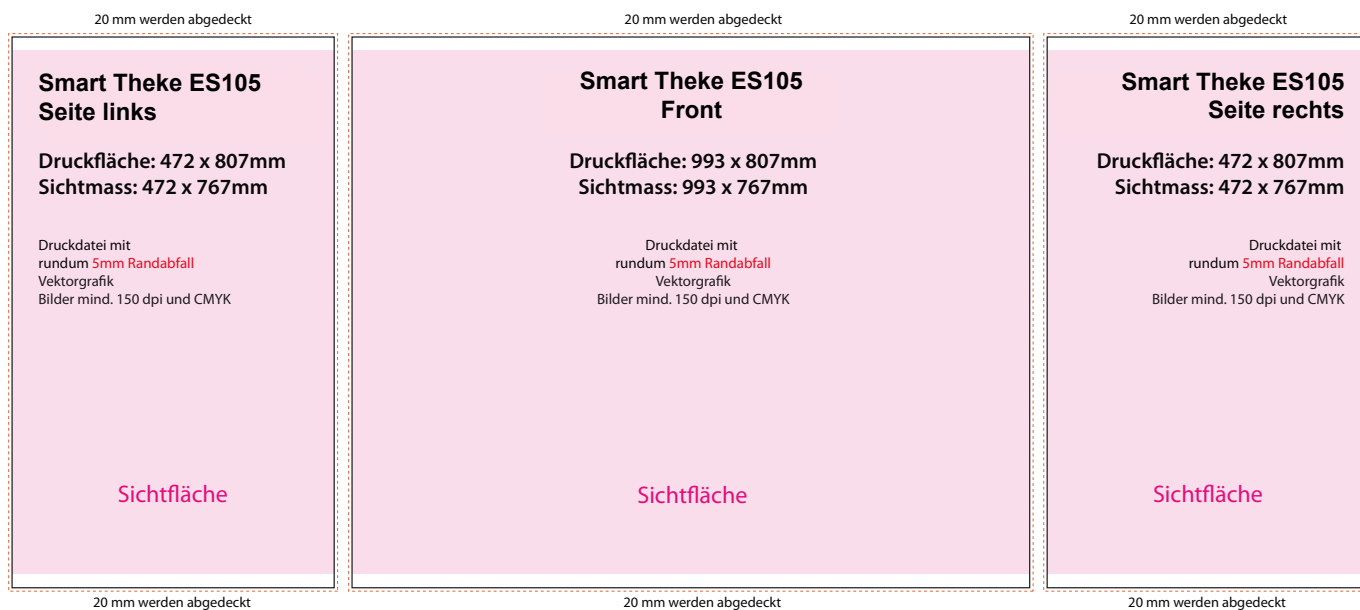 20 mm werden abgedeckt
Smart Theke ES105
Seite links
Druckfläche: 472 x 807mm
Sichtmass: 472 x 767mm
Druckdatei mit
rundum 5mm Randabfall
Vektorgrafik
Bilder mind. 150 dpi und CMYK
Sichtfläche
20 mm werden abgedeckt
20 mm werden abgedeckt
Smart Theke ES105
Front
Druckfläche: 993 x 807mm
Sichtmass: 993 x 767mm
Druckdatei mit
rundum 5mm Randabfall
Vektorgrafik
Bilder mind. 150 dpi und CMYK
Sichtfläche
20 mm werden abgedeckt
20 mm werden abgedeckt
Smart Theke ES105
Seite rechts
Druckfläche: 472 x 807mm
Sichtmass: 472 x 767mm
Druckdatei mit
rundum 5mm Randabfall
Vektorgrafik
Bilder mind. 150 dpi und CMYK
Sichtfläche
20 mm werden abgedeckt